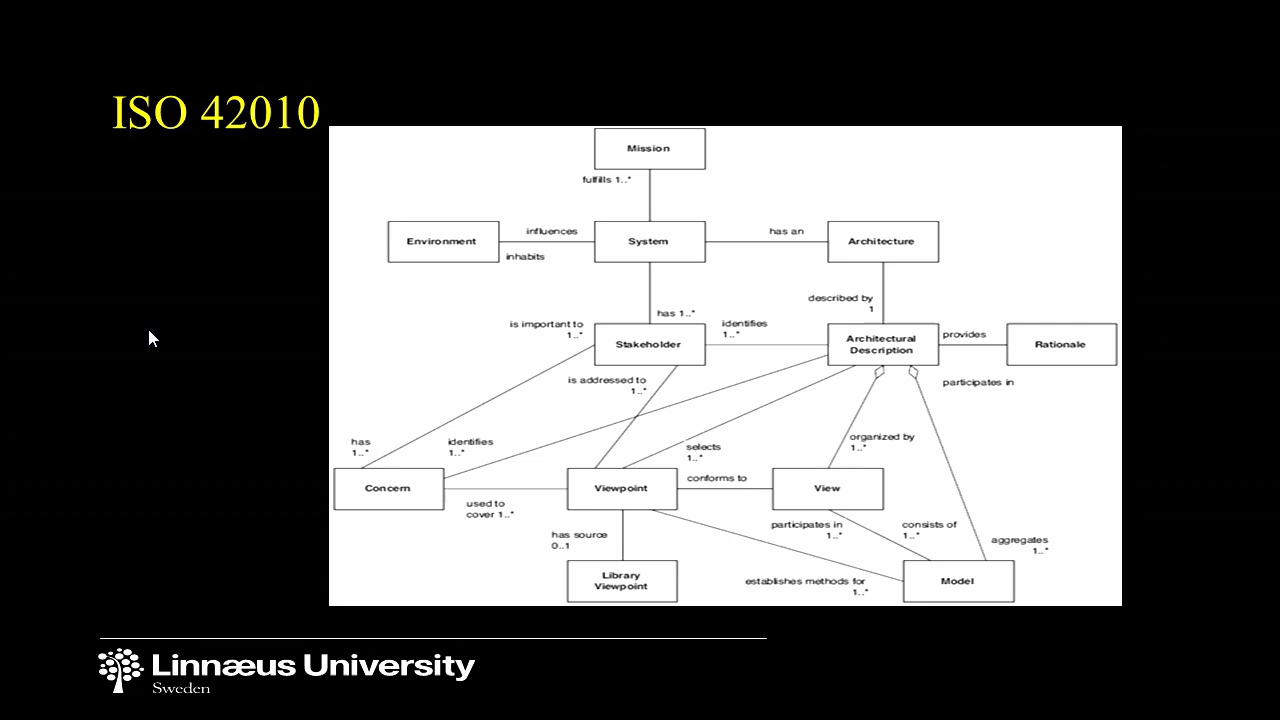 ISO 42010
Mission
fulfills 1..*
influences
has an
Environment
System
Architecture
inhabits
described by
1
has 1..*
is important to
1..*
identifies
1..*
Stakeholder
Architectural
Description
provides
Rationale
is addressed to
1..*
participates in
has
1..*
identifies
1..*
selects
1..*
organized by
1..*
conforms to
Concern
Viewpoint
View
used to
cover 1..*
has source
0..1
participates in
1..*
consists of
1..*
aggregates
1..*
Library
Viewpoint
establishes methods for
1..*
Model
Linnæus University
Sweden